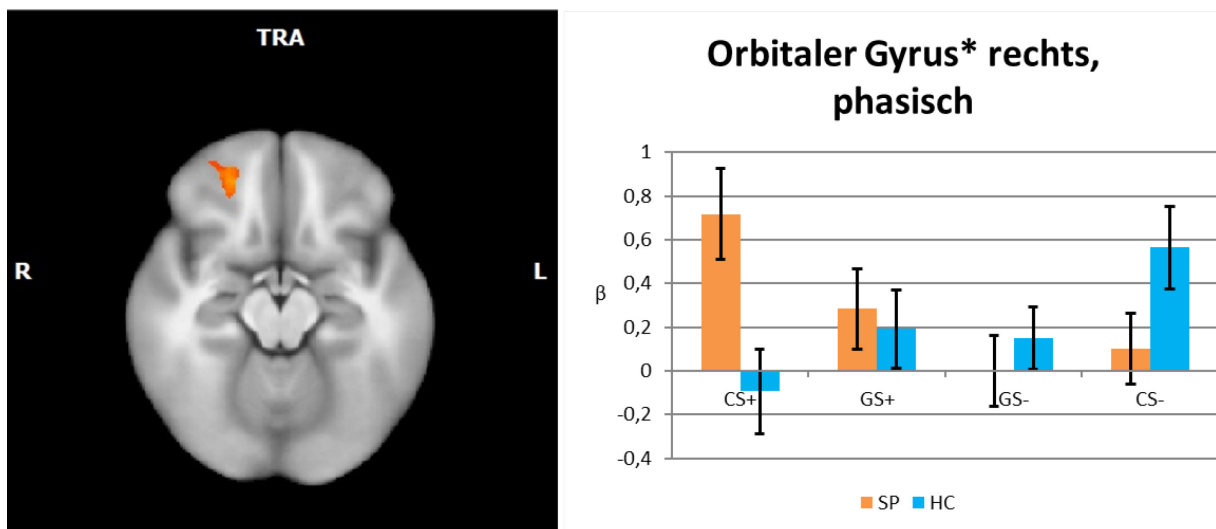 TRA
R
L
Orbitaler Gyrus* rechts,
phasisch
1
0,8
0,6
0,4
0,2
0
-0,2
-0,4
β
CS+ GS+ GS- CS-
SP HC